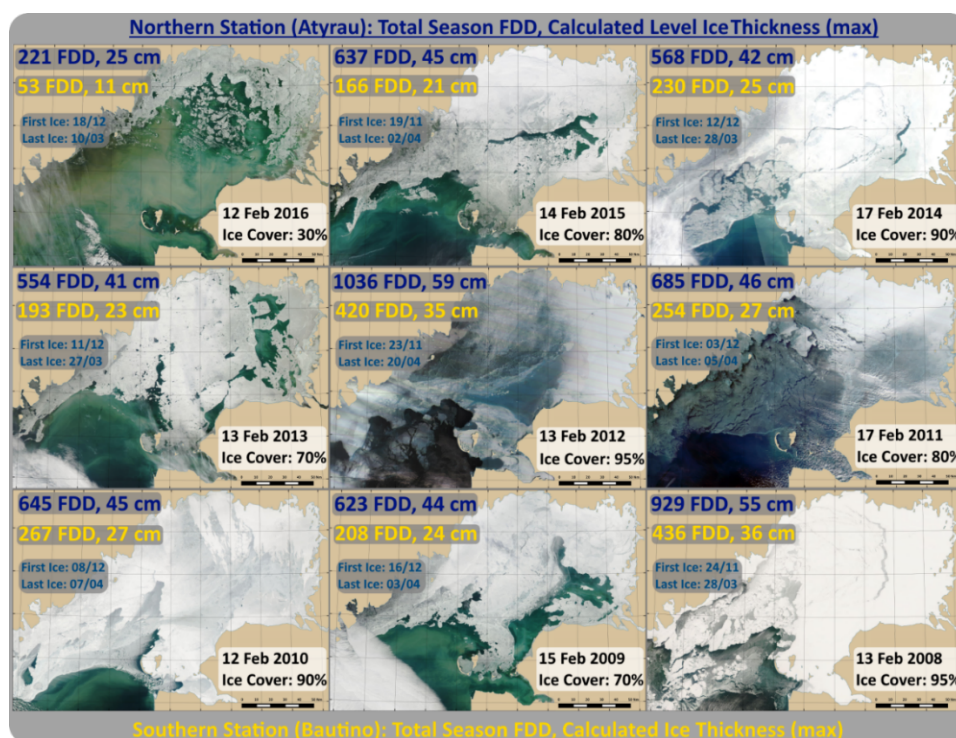 Northern Station (Atyrau): Total Season FDD, Calculated Level Ice Thickness (max)
221 FDD, 25 cm
53 FDD, 11 cm
First Ice: 18/12
Last Ice: 10/03
12 Feb 2016
Ice Cover: 30%
637 FDD, 45 cm
166 FDD, 21 cm
First Ice: 19/11
Last Ice: 02/04
14 Feb 2015
Ice Cover: 80%
568 FDD, 42 cm
230 FDD, 25 cm
First Ice: 12/12
Last Ice: 28/03
17 Feb 2014
Ice Cover: 90%
554 FDD, 41 cm
193 FDD, 23 cm
First Ice: 11/12
Last Ice: 27/03
13 Feb 2013
Ice Cover: 70%
1036 FDD, 59 cm
420 FDD, 35 cm
First Ice: 23/11
Last Ice: 20/04
13 Feb 2012
Ice Cover: 95%
685 FDD, 46 cm
254 FDD, 27 cm
First Ice: 03/12
Last Ice: 05/04
17 Feb 2011
Ice Cover: 80%
645 FDD, 45 cm
267 FDD, 27 cm
First Ice: 08/12
Last Ice: 07/04
12 Feb 2010
Ice Cover: 90%
623 FDD, 44 cm
208 FDD, 24 cm
First Ice: 16/12
Last Ice: 03/04
15 Feb 2009
Ice Cover: 70%
929 FDD, 55 cm
436 FDD, 36 cm
First Ice: 24/11
Last Ice: 28/03
13 Feb 2008
Ice Cover: 95%
Southern Station (Bautino): Total Season FDD, Calculated Ice Thickness (max)